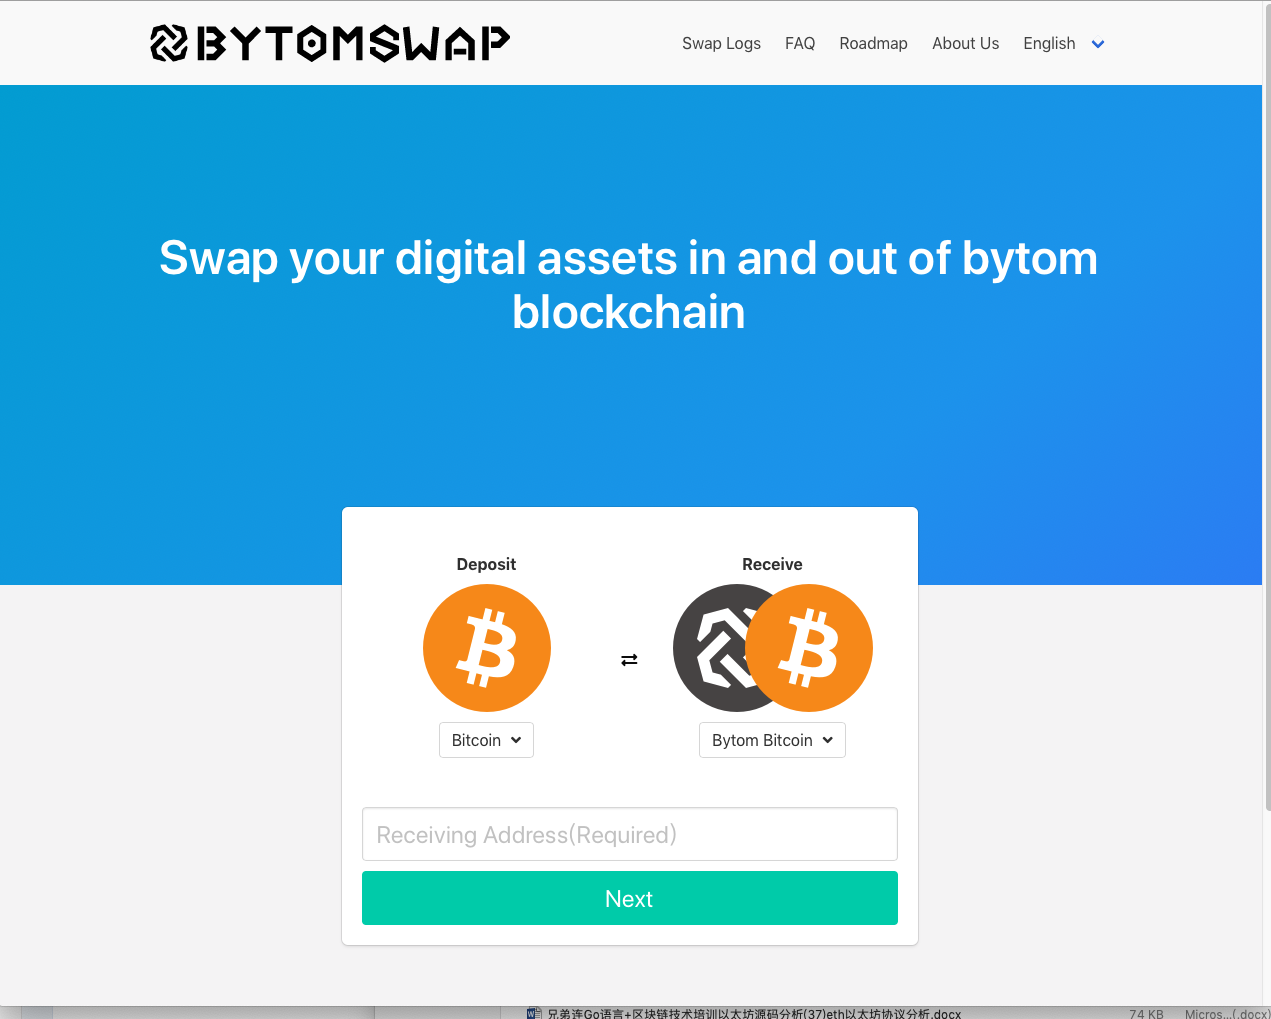 BYTOMSWAP
Swap Logs FAQ Roadmap About Us English
Swap your digital assets in and out of bytom
blockchain
Deposit Receive
Bitcoin Bytom Bitcoin
Receiving Address(Required)
Next
兄弟连Go语言+区块链技术培训以太坊源码分析(37)eth以太坊协议分析.docx 74 KB Micros...(.docx)